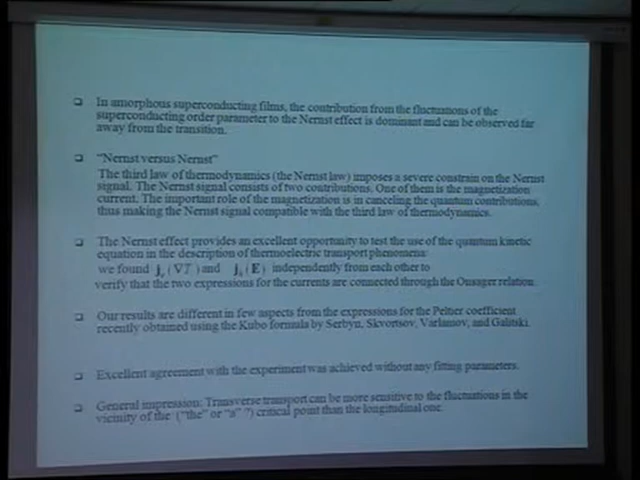 In amorphous superconducting films, the contribution from the fluctuations of the
superconducting order parameter to the Nernst effect is dominant and can be observed far
away from the transition.
"Nernst versus Nernst"
The third law of thermodynamics (the Nernst law) imposes a severe constrain on the Nernst
signal. The Nernst signal consists of two contributions. One of them is the magnetization
current. The important role of the magnetization is in canceling the quantum contributions,
thus making the Nernst signal compatible with the third law of thermodynamics.
The Nernst effect provides an excellent opportunity to test the use of the quantum kinetic
equation in the description of thermoelectric transport phenomena:
we found j (∇T) and j (E) independently from each other to
verify that the two expressions for the currents are connected through the Onsager relation.
Our results are different in few aspects from the expressions for the Peltier coefficient
recently obtained using the Kubo formula by Serbyn, Skvortsov, Varlamov, and Galitski.
Excellent agreement with the experiment was achieved without any fitting parameters.
General impression: Transverse transport can be more sensitive to the fluctuations in the
vicinity of the ("the" or "a" ?) critical point than the longitudinal one.